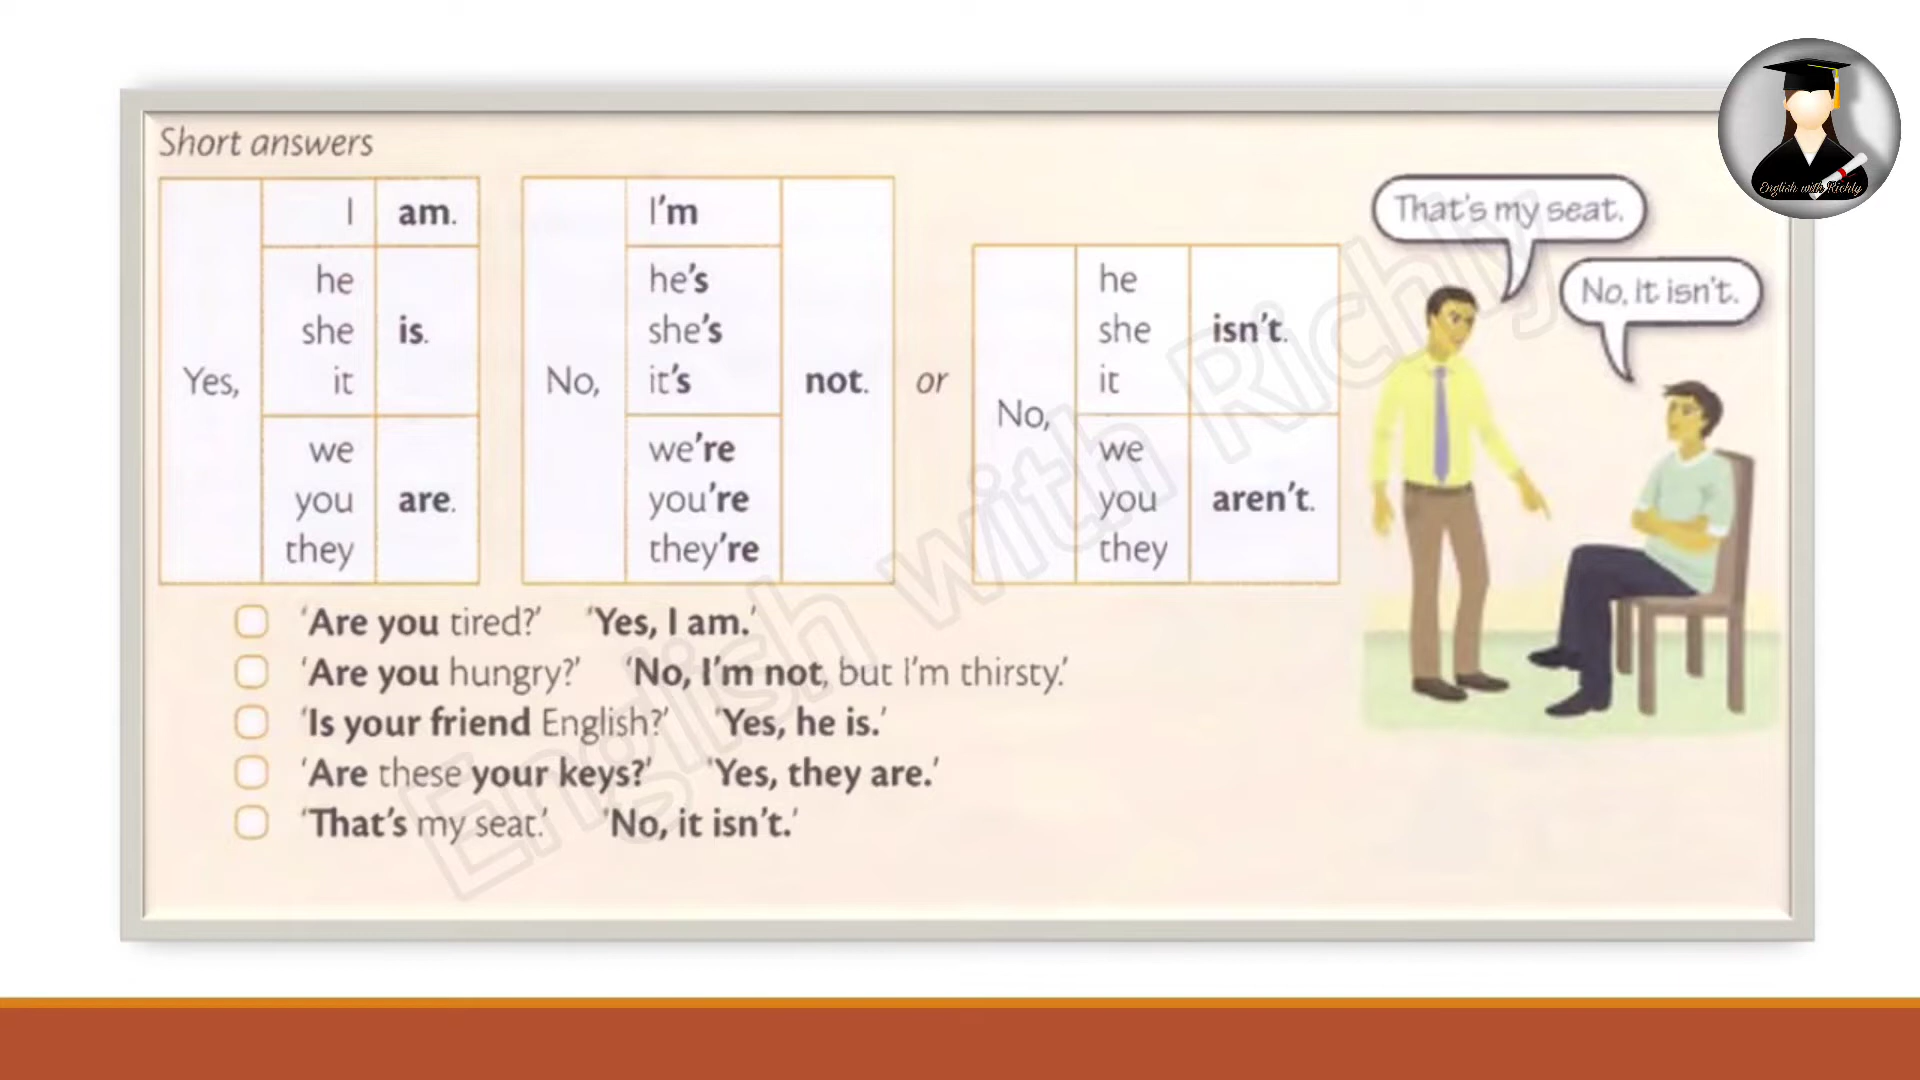 Short answers
Yes,
I am.
he
she is.
it
we
you are.
they
No,
I'm
he's
she's
it's
we're
you're
they're
not.
or
No,
he
she isn't.
it
we
you aren't.
they
That's my seat.
No, it isn't.
'Are you tired?' 'Yes, I am.'
'Are you hungry?' 'No, I'm not, but I'm thirsty.'
'Is your friend English?' 'Yes, he is.'
'Are these your keys?' 'Yes, they are.'
'That's my seat.' 'No, it isn't.'
English with Richly
English with Richly